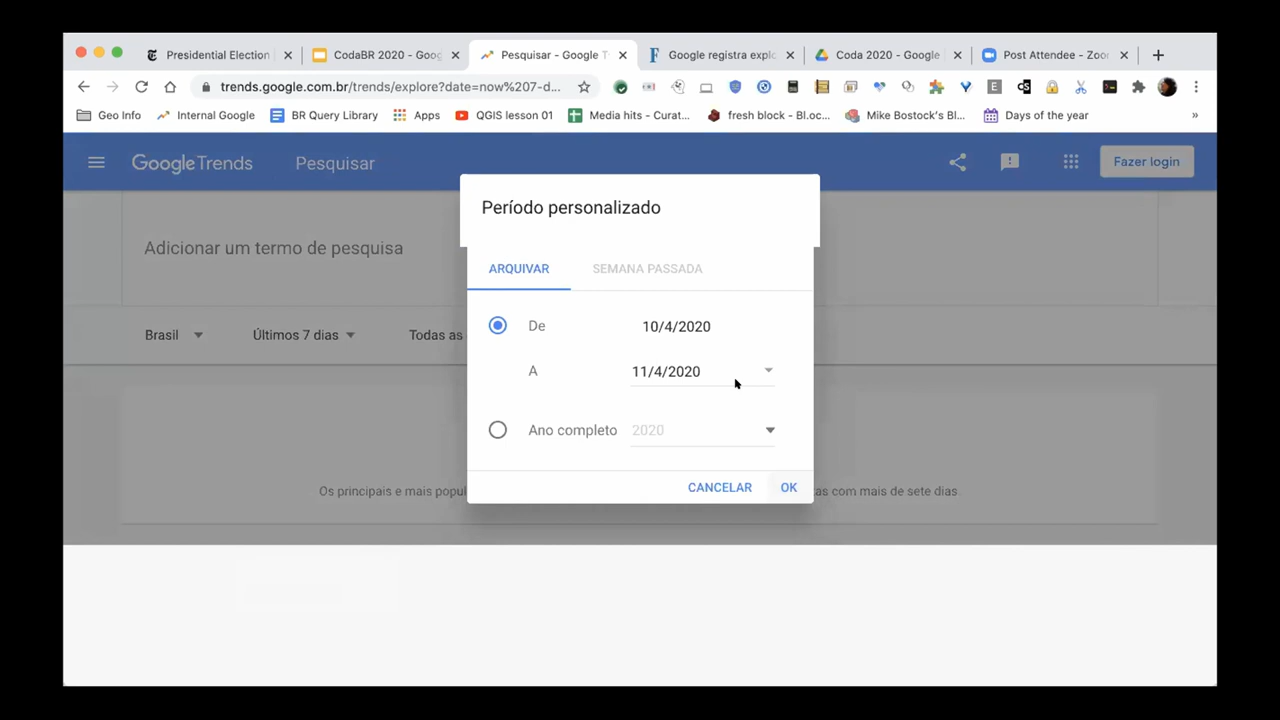 Presidential Election
CodaBR 2020 - Goog
Pesquisar - Google T
Google registra explo
Coda 2020 - Google
Post Attendee - Zoo
trends.google.com.br/trends/explore?date=now%207-d...
Geo Info
Internal Google
BR Query Library
Apps
QGIS lesson 01
Media hits - Curat...
fresh block - Bl.oc...
Mike Bostock's Bl...
Days of the year
»
GoogleTrends
Pesquisar
Fazer login
Período personalizado
Adicionar um termo de pesquisa
ARQUIVAR
SEMANA PASSADA
De
10/4/2020
Brasil
Últimos 7 dias
Todas as
A
11/4/2020
Ano completo
2020
Os principais e mais popul
as com mais de sete dias
CANCELAR
OK